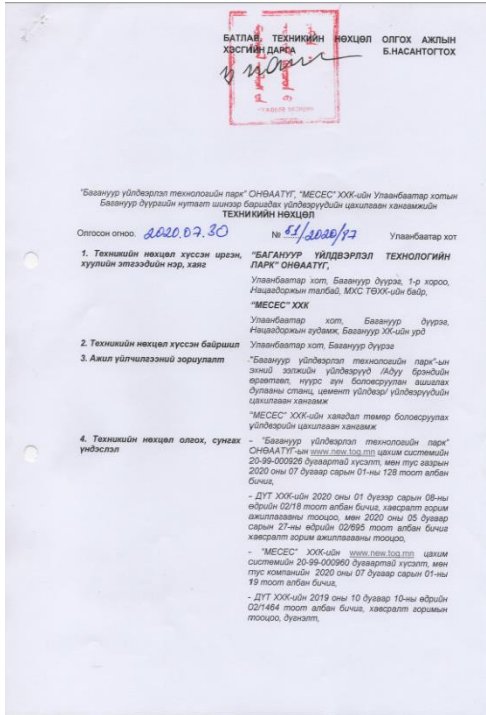 БАТЛАВ. ТЕХНИКИЙН НӨХЦӨЛ ОЛГОХ АЖЛЫН
ХЭСГИЙН ДАРГА Б.НАСАНТОГТОХ
"Багануур үйлдвэрлэл технологийн парк" ОНӨААТҮГ, "МЕСЕС" ХХК-ийн Улаанбаатар хотын
Багануур дүүргийн нутагт шинээр баригдах үйлдвэрүүдийн цахилгаан хангамжийн
ТЕХНИКИЙН НӨХЦӨЛ
Олгосон огноо. 2020.07.30 № 61/2020/97 Улаанбаатар хот
1. Техникийн нөхцөл хүссэн иргэн,
хуулийн этгээдийн нэр, хаяг
"БАГАНУУР ҮЙЛДВЭРЛЭЛ ТЕХНОЛОГИЙН
ПАРК" ОНӨААТҮГ,
Улаанбаатар хот, Багануур дүүрэг, 1-р хороо,
Нацагдоржын талбай, МХС ТӨХК-ийн байр,
"МЕСЕС" ХХК
Улаанбаатар хот, Багануур дүүрэг,
Нацагдоржын гудамж, Багануур ХК-ийн урд
2. Техникийн нөхцөл хүссэн байршил
Улаанбаатар хот, Багануур дүүрэг
3. Ажил үйлчилгээний зориулалт
-"Багануур үйлдвэрлэл технологийн парк"-ын
эхний ээлжийн үйлдвэрүүд /Адуу брэндийн
өргөтгөл, нүүрс гүн боловсруулан ашиглах
дулааны станц, цемент үйлдвэр/ үйлдвэрүүдийн
цахилгаан хангамж
"МЕСЕС" ХХК-ийн хаягдал төмөр боловсруулах
үйлдвэрийн цахилгаан хангамж
4. Техникийн нөхцөл олгох, сунгах
үндэслэл
- "Багануур үйлдвэрлэл технологийн парк"
ОНӨААТҮГ-ын www.new.tog.mn цахим системийн
20-99-000926 дугаартай хүсэлт, мөн тус газрын
2020 оны 07 дугаар сарын 01-ны 128 тоот албан
бичиг,
- ДҮТ ХХК-ийн 2020 оны 01 дүгээр сарын 08-ны
өдрийн 02/18 тоот албан бичиг, хавсралт горим
ажиллагааны тооцоо, мөн 2020 оны 05 дугаар
сарын 27-ны өдрийн 02/695 тоот албан бичиг
хавсралт горим ажиллагааны тооцоо,
- "МЕСЕС" ХХК-ийн www.new.tog.mn цахим
системийн 20-99-000960 дугаартай хүсэлт, мөн
тус компанийн 2020 оны 07 дугаар сарын 01-ны
19 тоот албан бичиг,
- ДҮТ ХХК-ийн 2019 оны 10 дугаар 10-ны өдрийн
02/1464 тоот албан бичиг, хавсралт горимын
тооцоо, дүгнэлт,